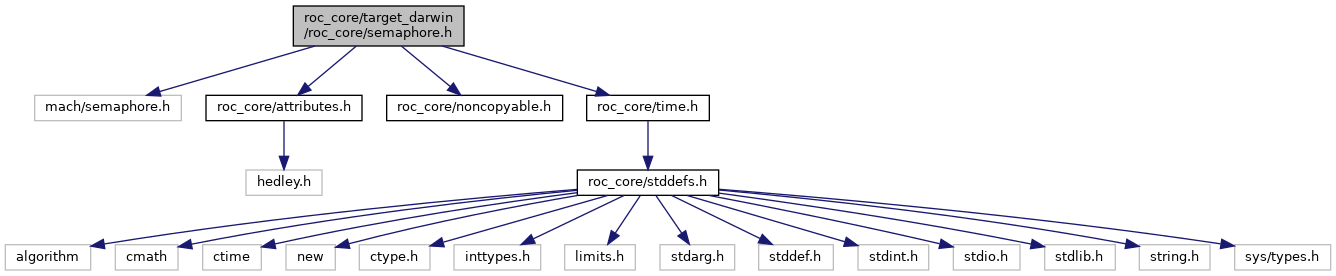 roc_core/target_darwin
/roc_core/semaphore.h
mach/semaphore.h
roc_core/attributes.h
roc_core/noncopyable.h
roc_core/time.h
hedley.h
roc_core/stddefs.h
algorithm
cmath
ctime
new
ctype.h
inttypes.h
limits.h
stdarg.h
stddef.h
stdint.h
stdio.h
stdlib.h
string.h
sys/types.h